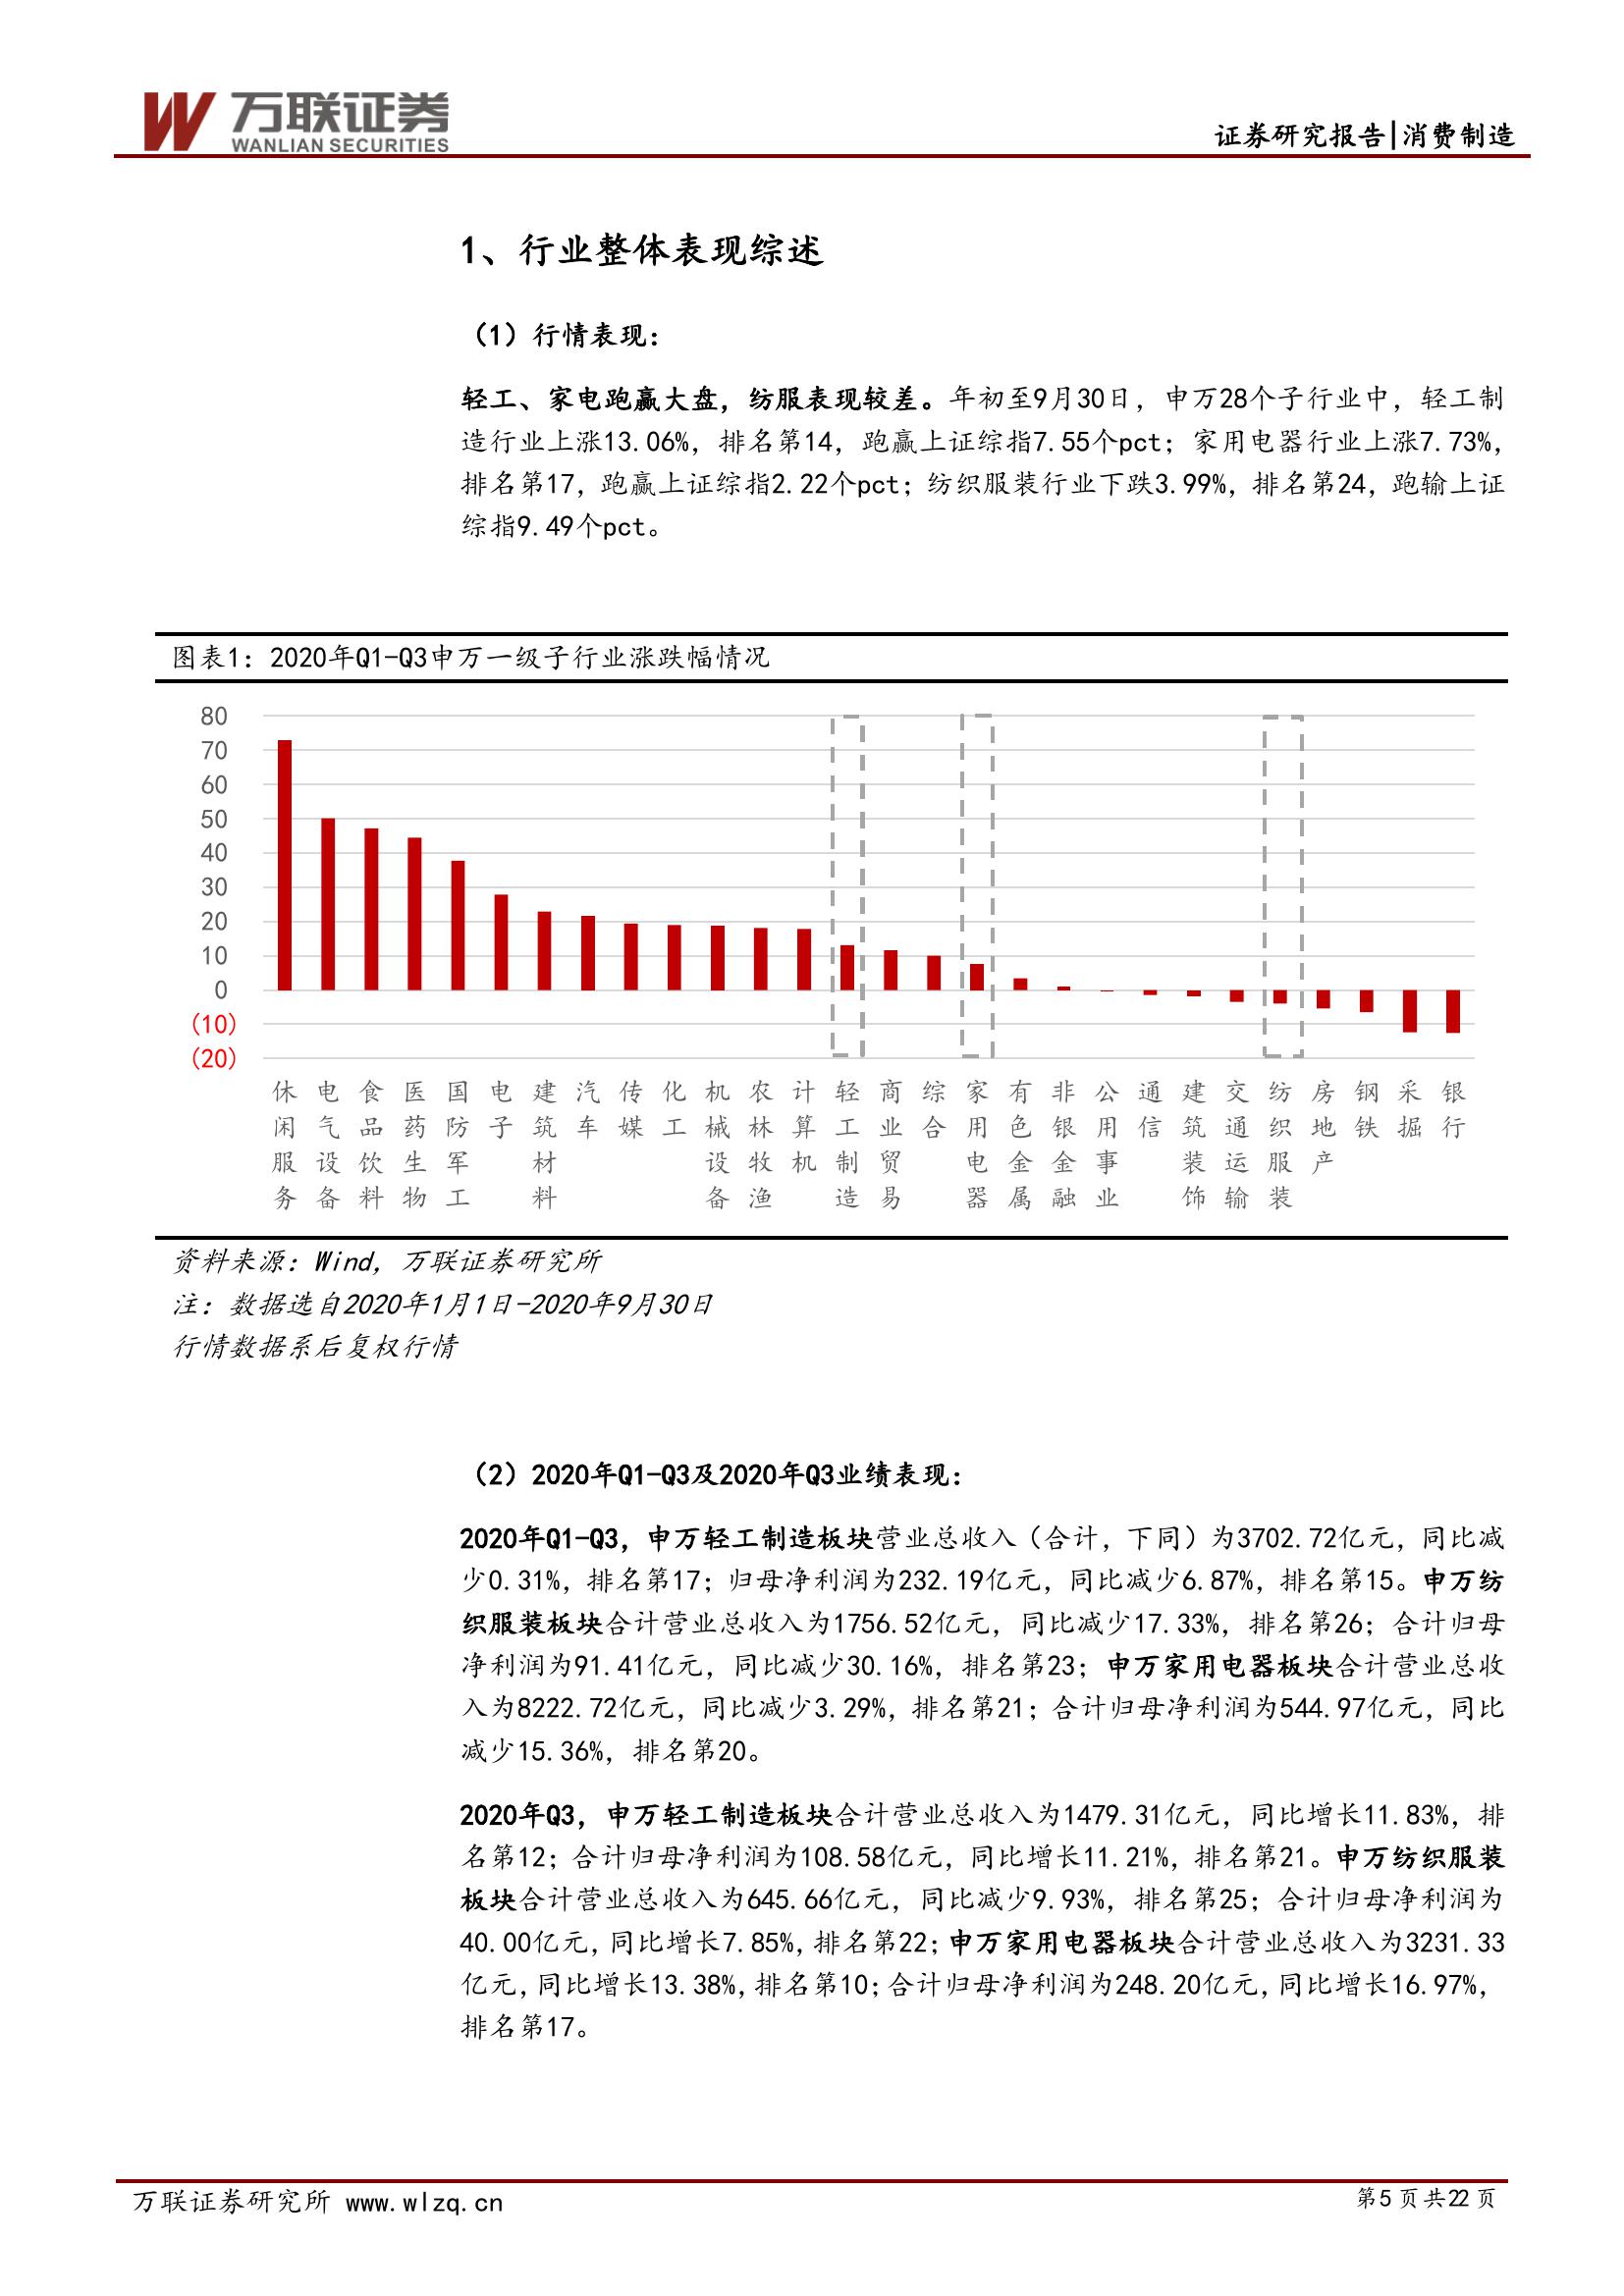 万联证券
WANLIAN SECURITIES
证券研究报告|消费制造
1、行业整体表现综述
（1）行情表现：
轻工、家电跑赢大盘，纺服表现较差。年初至9月30日，申万28个子行业中，轻工制
造行业上涨13.06%，排名第14，跑赢上证综指7.55个pct；家用电器行业上涨7.73%，
排名第17，跑赢上证综指2.22个pct；纺织服装行业下跌3.99%，排名第24，跑输上证
综指9.49个pct。
图表1：2020年Q1-Q3申万一级子行业涨跌幅情况
80
70
60
50
40
30
20
10
0
(10)
(20)
休闲服务
电气设备
食品饮料
医药生物
国防军工
电子
建筑材料
汽车
传媒
化工
机械设备
农林牧渔
计算机
轻工制造
商业贸易
综合
家用电器
有色金属
非银金融
公用事业
通信
建筑装饰
交通运输
纺织服装
房地产
钢铁
采掘
银行
资料来源：Wind，万联证券研究所
注：数据选自2020年1月1日-2020年9月30日
行情数据系后复权行情
（2）2020年Q1-Q3及2020年Q3业绩表现：
2020年Q1-Q3，申万轻工制造板块营业总收入（合计，下同）为3702.72亿元，同比减
少0.31%，排名第17；归母净利润为232.19亿元，同比减少6.87%，排名第15。申万纺
织服装板块合计营业总收入为1756.52亿元，同比减少17.33%，排名第26；合计归母
净利润为91.41亿元，同比减少30.16%，排名第23；申万家用电器板块合计营业总收
入为8222.72亿元，同比减少3.29%，排名第21；合计归母净利润为544.97亿元，同比
减少15.36%，排名第20。
2020年Q3，申万轻工制造板块合计营业总收入为1479.31亿元，同比增长11.83%，排
名第12；合计归母净利润为108.58亿元，同比增长11.21%，排名第21。申万纺织服装
板块合计营业总收入为645.66亿元，同比减少9.93%，排名第25；合计归母净利润为
40.00亿元，同比增长7.85%，排名第22；申万家用电器板块合计营业总收入为3231.33
亿元，同比增长13.38%，排名第10；合计归母净利润为248.20亿元，同比增长16.97%，
排名第17。
万联证券研究所 www.wlzq.cn
第5页共22页